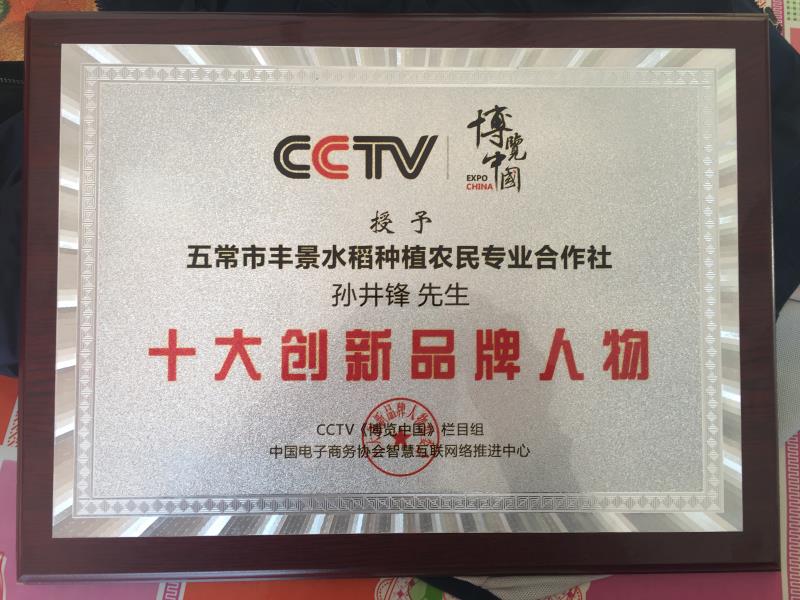 CCTV
博覽中國
EXPO
CHINA
授予
五常市丰景水稻种植农民专业合作社
孙井锋 先生
十大创新品牌人物
CCTV《博览中国》栏目组
中国电子商务协会智慧互联网络推进中心